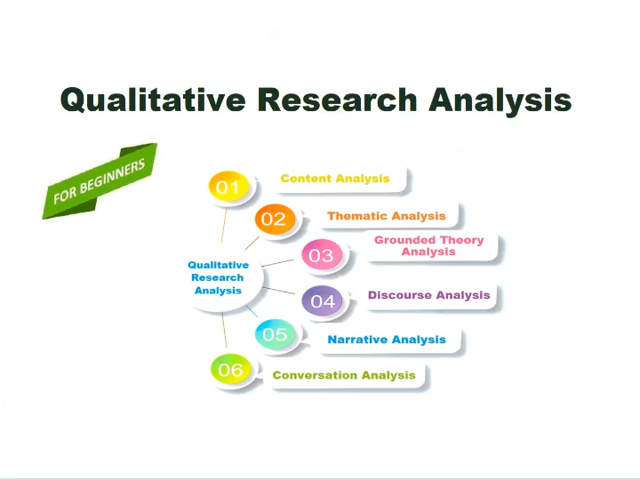 Qualitative Research Analysis
FOR BEGINNERS
01
Content Analysis
02
Thematic Analysis
03
Grounded Theory
Analysis
Qualitative
Research
Analysis
04
Discourse Analysis
05
Narrative Analysis
06
Conversation Analysis